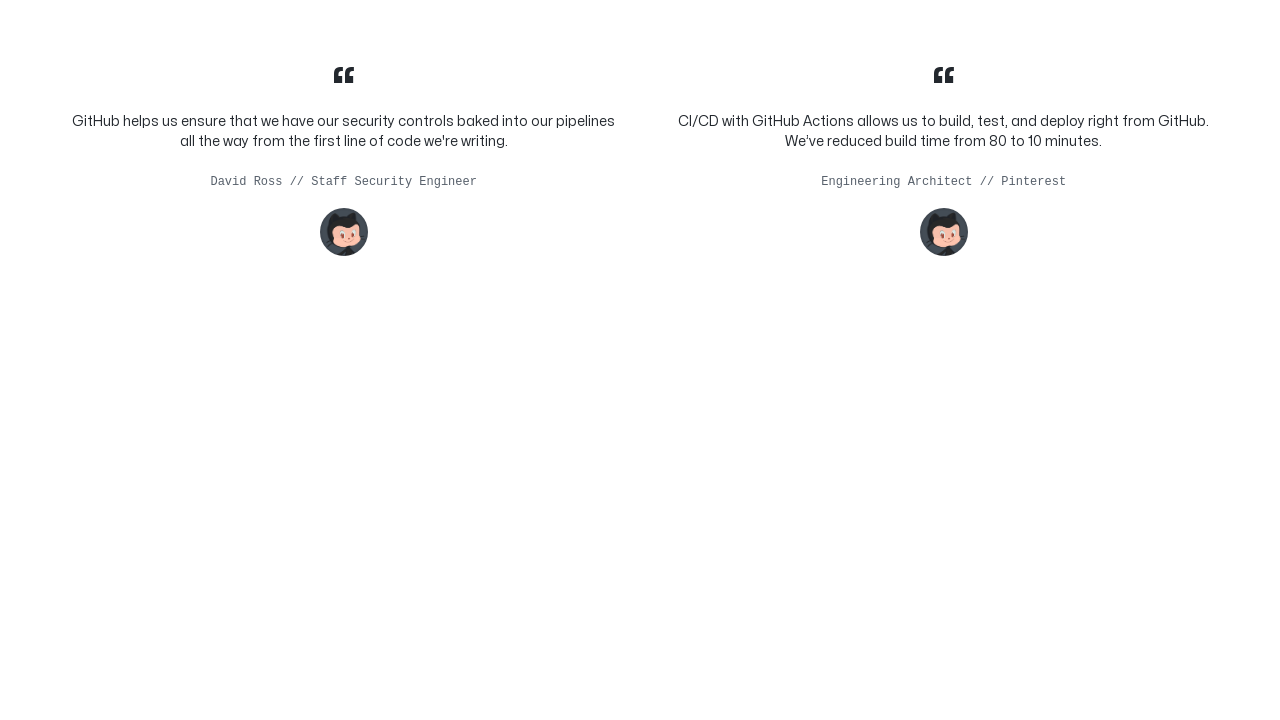 “
GitHub helps us ensure that we have our security controls baked into our pipelines
all the way from the first line of code we're writing.
David Ross // Staff Security Engineer
“
CI/CD with GitHub Actions allows us to build, test, and deploy right from GitHub.
We’ve reduced build time from 80 to 10 minutes.
Engineering Architect // Pinterest